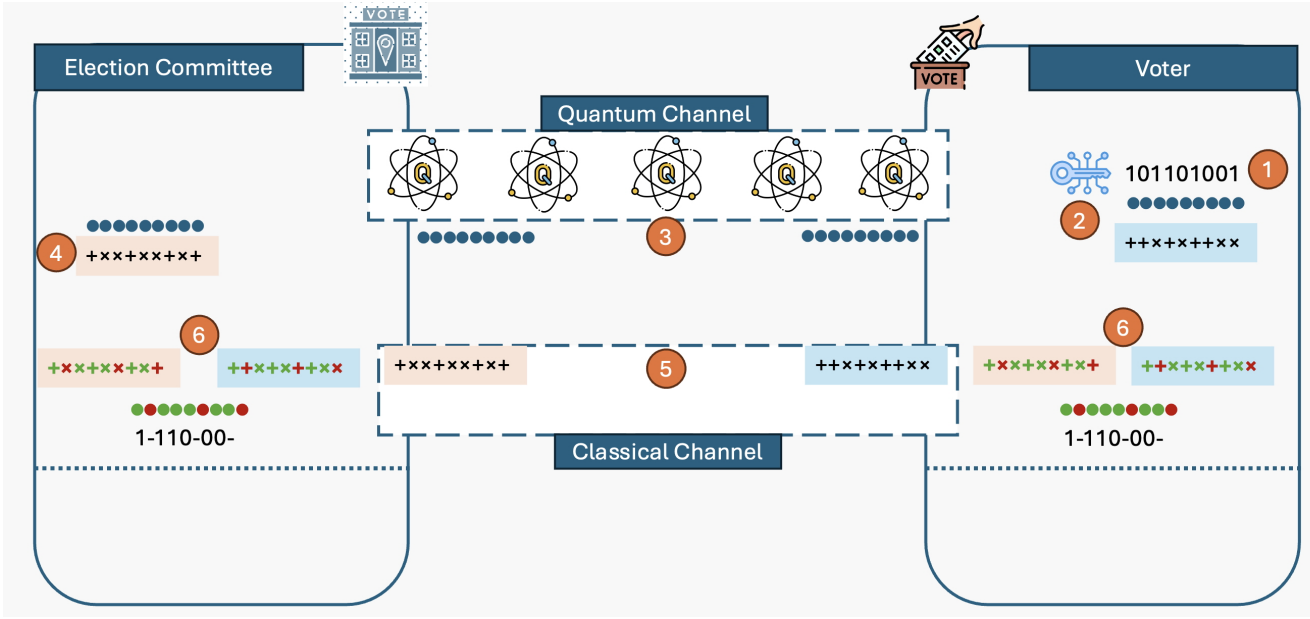 VOTE
Election Committee
VOTE
Voter
Quantum Channel
Q Q Q Q Q
101101001
1
2
++×+×++××
3
4
+××+××+×+
6
+××+××+×+ ++×+×++××
1-110-00-
+××+××+×+
5
++×+×++××
Classical Channel
6
+××+××+×+ ++×+×++××
1-110-00-